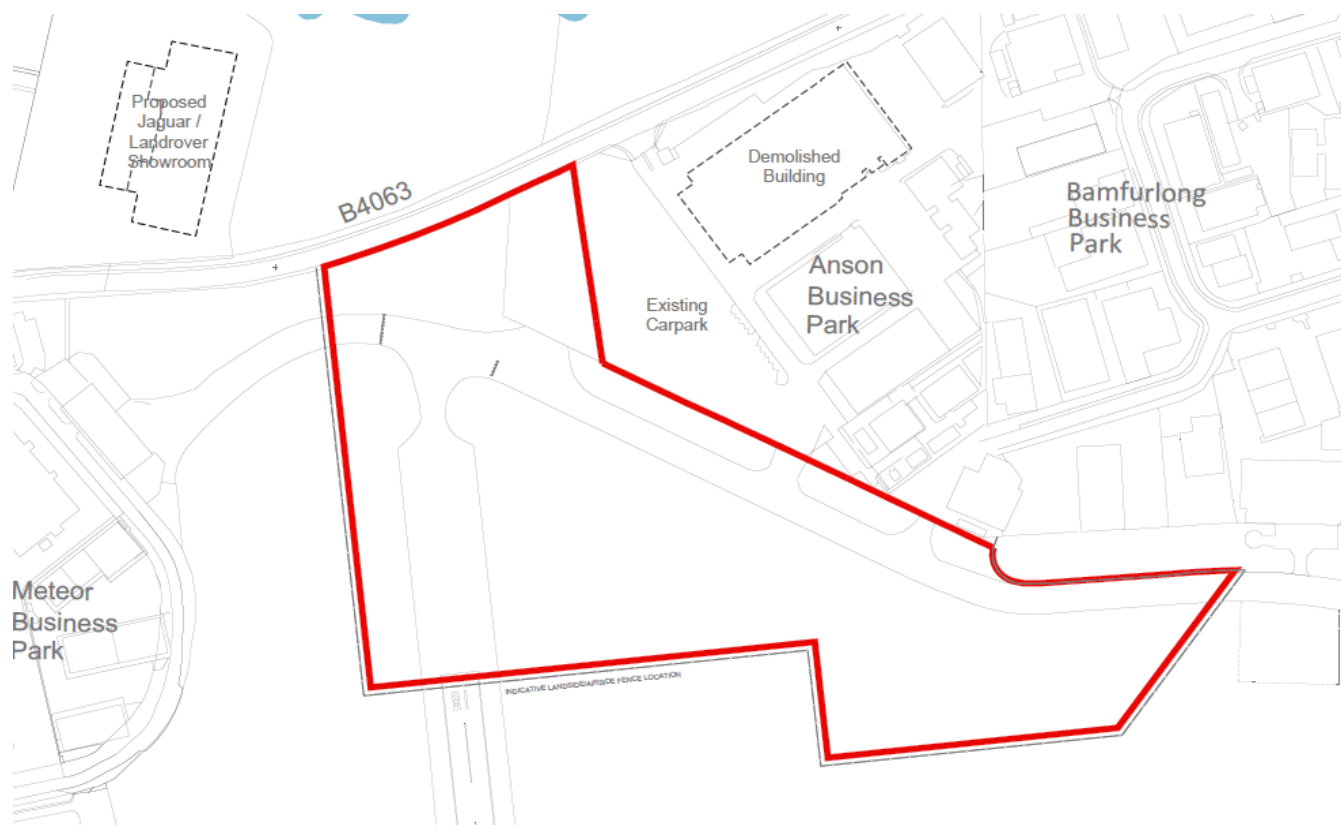 Proposed
Jaguar /
Landrover
Showroom
B4063
Demolished
Building
Bamfurlong
Business
Park
Anson
Business
Park
Existing
Carpark
Meteor
Business
Park
INDICATIVE LANDSIDE/AIRSIDE FENCE LOCATION